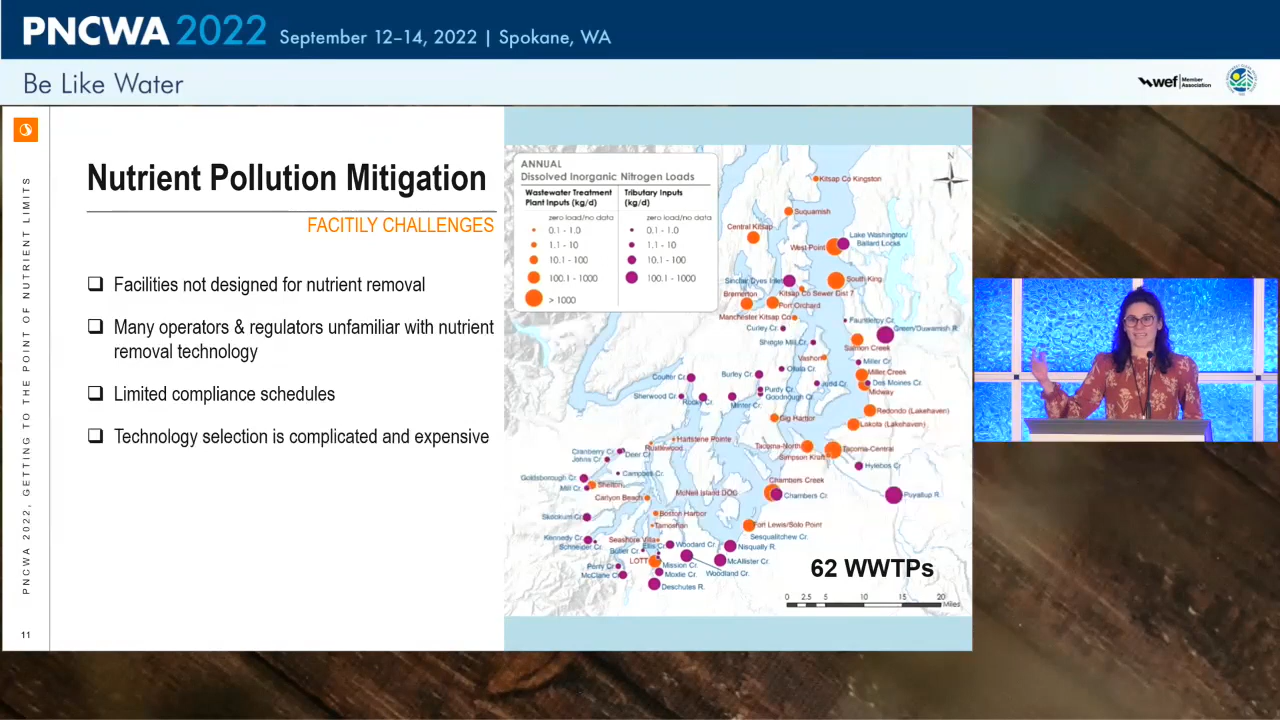 PNCWA 2022 September 12–14, 2022 | Spokane, WA
Be Like Water
wef Member Association
PNCWA 2022, GETTING TO THE POINT OF NUTRIENT LIMITS
11
Nutrient Pollution Mitigation
FACITILY CHALLENGES
Facilities not designed for nutrient removal
Many operators & regulators unfamiliar with nutrient
removal technology
Limited compliance schedules
Technology selection is complicated and expensive
ANNUAL
Dissolved Inorganic Nitrogen Loads
Wastewater Treatment
Plant Inputs (kg/d)
zero load/no data
0.1 - 1.0
1.1 - 10
10.1 - 100
100.1 - 1000
> 1000
Tributary Inputs
(kg/d)
zero load/no data
0.1 - 1.0
1.1 - 10
10.1 - 100
100.1 - 1000
N
Kitsap Co Kingston
Suquamish
Central Kitsap
West Point
Lake Washington/
Ballard Locks
Sinclair Dyes Inlet
South King
Bremerton
Kitsap Co Sewer Dist 7
Port Orchard
Manchester Kitsap Co
Fauntleroy Cr.
Curley Cr.
Green/Duwamish R.
Shingle Mill Cr.
Salmon Creek
Vashon
Miller Cr.
Olalla Cr.
Miller Creek
Coulter Cr.
Burley Cr.
Judd Cr.
Des Moines Cr.
Purdy Cr.
Midway
Sherwood Cr.
Rocky Cr.
Minter Cr.
Goodnough Cr.
Redondo (Lakehaven)
Gig Harbor
Lakota (Lakehaven)
Hartstene Pointe
Rustlewood
Tacoma-North
Tacoma-Central
Cranberry Cr.
Deer Cr.
Johns Cr.
Simpson Kraft
Hylebos Cr
Campbell Cr.
Goldsborough Cr.
Mill Cr.
Shelton
Chambers Creek
Carlyon Beach
McNeil Island DOC
Chambers Cr.
Puyallup R.
Boston Harbor
Skookum Cr.
Tamoshan
Fort Lewis/Solo Point
Kennedy Cr.
Seashore Villa
Sesqualitchew Cr.
Schneider Cr.
Butler Cr.
Ellis Cr.
Woodard Cr.
Nisqually R.
LOTT
Mission Cr.
McAllister Cr.
Perry Cr.
McClane Cr.
Moxlie Cr.
Woodland Cr.
Deschutes R.
62 WWTPs
0 2.5 5 10 15 20
Miles